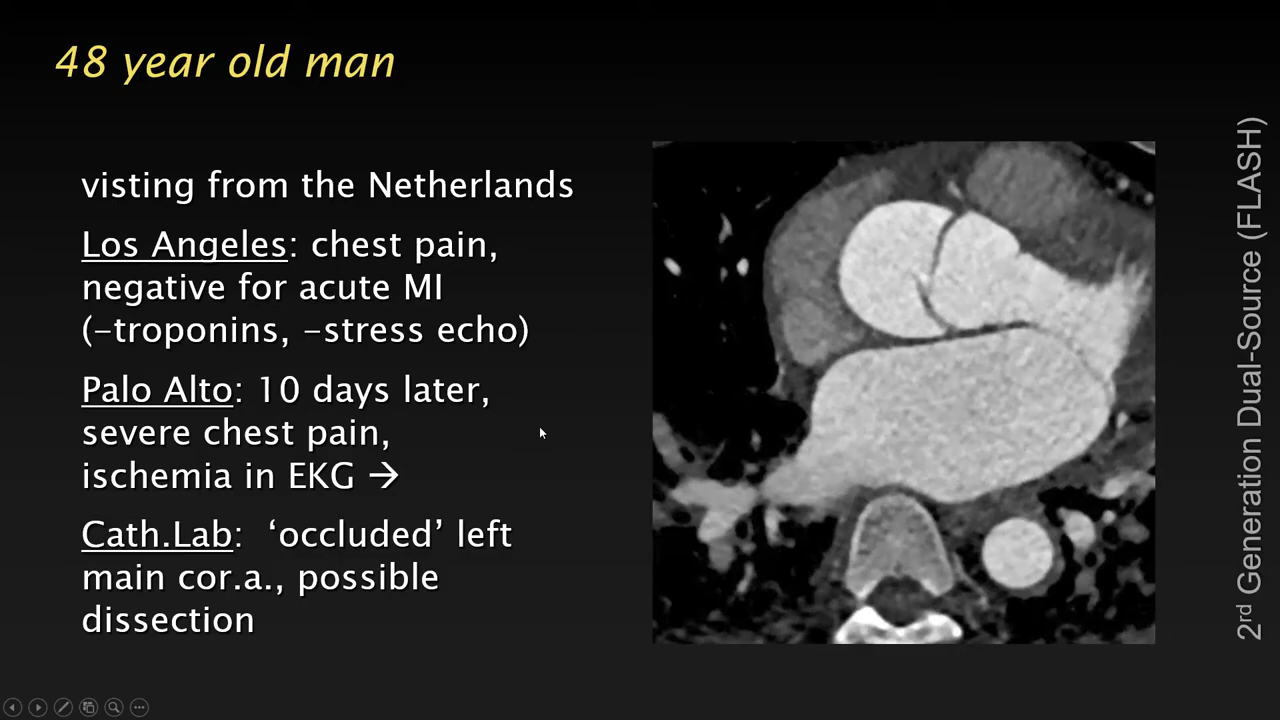 48 year old man
visting from the Netherlands
Los Angeles: chest pain,
negative for acute MI
(–troponins, –stress echo)
Palo Alto: 10 days later,
severe chest pain,
ischemia in EKG →
Cath.Lab: ‘occluded’ left
main cor.a., possible
dissection
2rd Generation Dual-Source (FLASH)